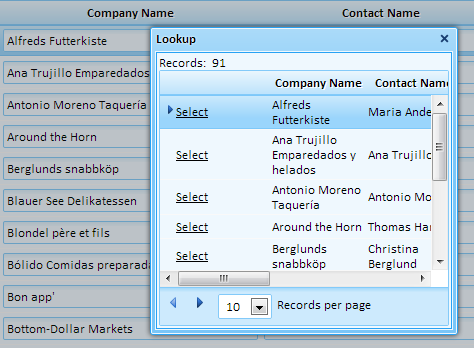 Company Name
Contact Name
Alfreds Futterkiste
Ana Trujillo Emparedados
Antonio Moreno Taquería
Around the Horn
Berglunds snabbköp
Blauer See Delikatessen
Blondel père et fils
Bólido Comidas preparada
Bon app'
Bottom-Dollar Markets
Lookup
Records: 91
Company Name
Contact Name
Select
Alfreds
Futterkiste
Maria Ande
Select
Ana Trujillo
Emparedados y
helados
Ana Trujillo
Select
Antonio Moreno
Taquería
Antonio Mo
Select
Around the Horn
Thomas Har
Select
Berglunds
snabbköp
Christina
Berglund
10
Records per page